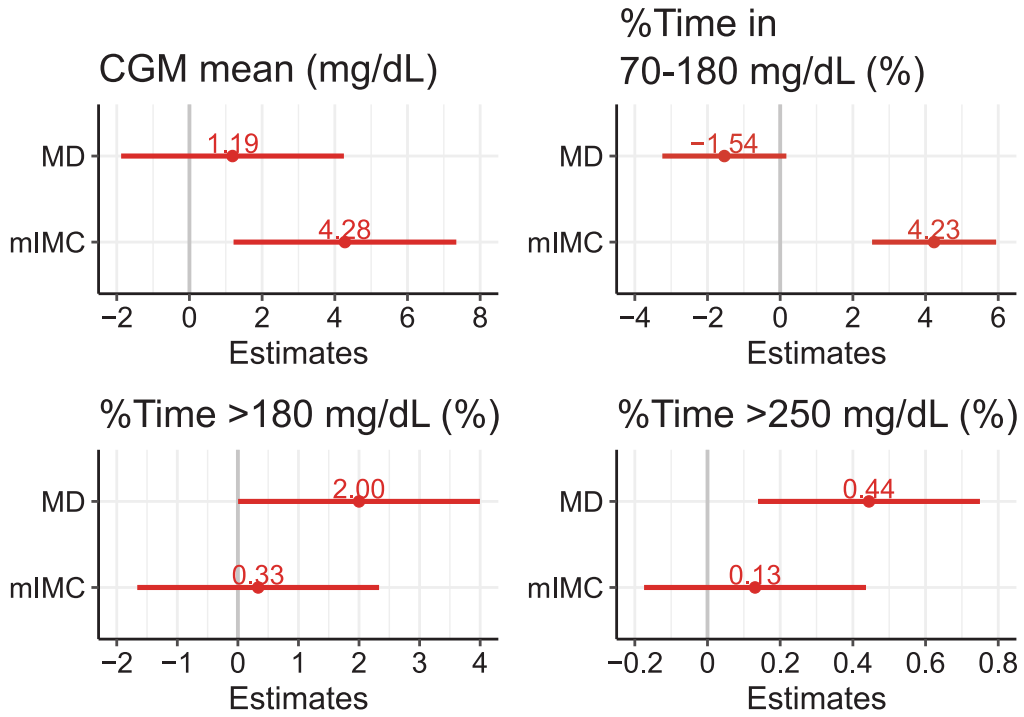 CGM mean (mg/dL)
MD
1.19
mIMC
4.28
−2 0 2 4 6 8
Estimates
%Time in
70-180 mg/dL (%)
MD
−1.54
mIMC
4.23
−4 −2 0 2 4 6
Estimates
%Time >180 mg/dL (%)
MD
2.00
mIMC
0.33
−2 −1 0 1 2 3 4
Estimates
%Time >250 mg/dL (%)
MD
0.44
mIMC
0.13
−0.2 0 0.2 0.4 0.6 0.8
Estimates